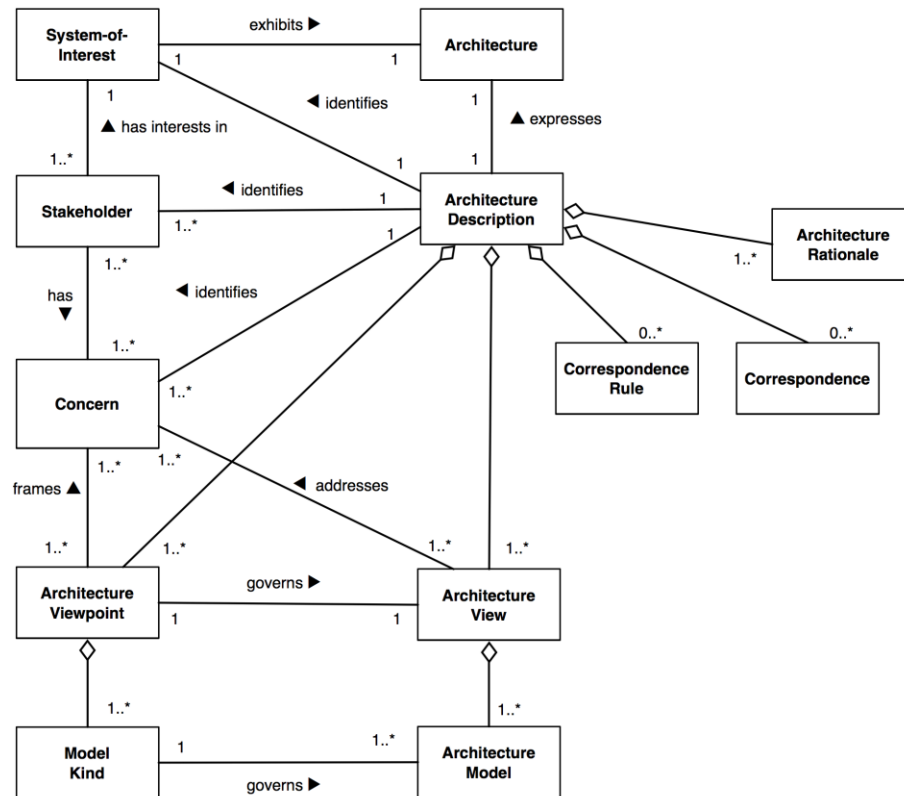 System-of-
Interest
exhibits ▶
Architecture
1
1
1
1
◀ identifies
▲ has interests in
▲ expresses
1..*
1
1
Stakeholder
◀ identifies
1
1..*
Architecture
Description
1
1..*
Architecture
Rationale
1..*
has
▼
◀ identifies
1..*
1..*
0..*
0..*
Concern
Correspondence
Rule
Correspondence
1..*
1..*
frames ▲
◀ addresses
1..*
1..*
1..*
1..*
Architecture
Viewpoint
governs ▶
1
1
Architecture
View
1..*
1..*
Model
Kind
1
1..*
governs ▶
Architecture
Model